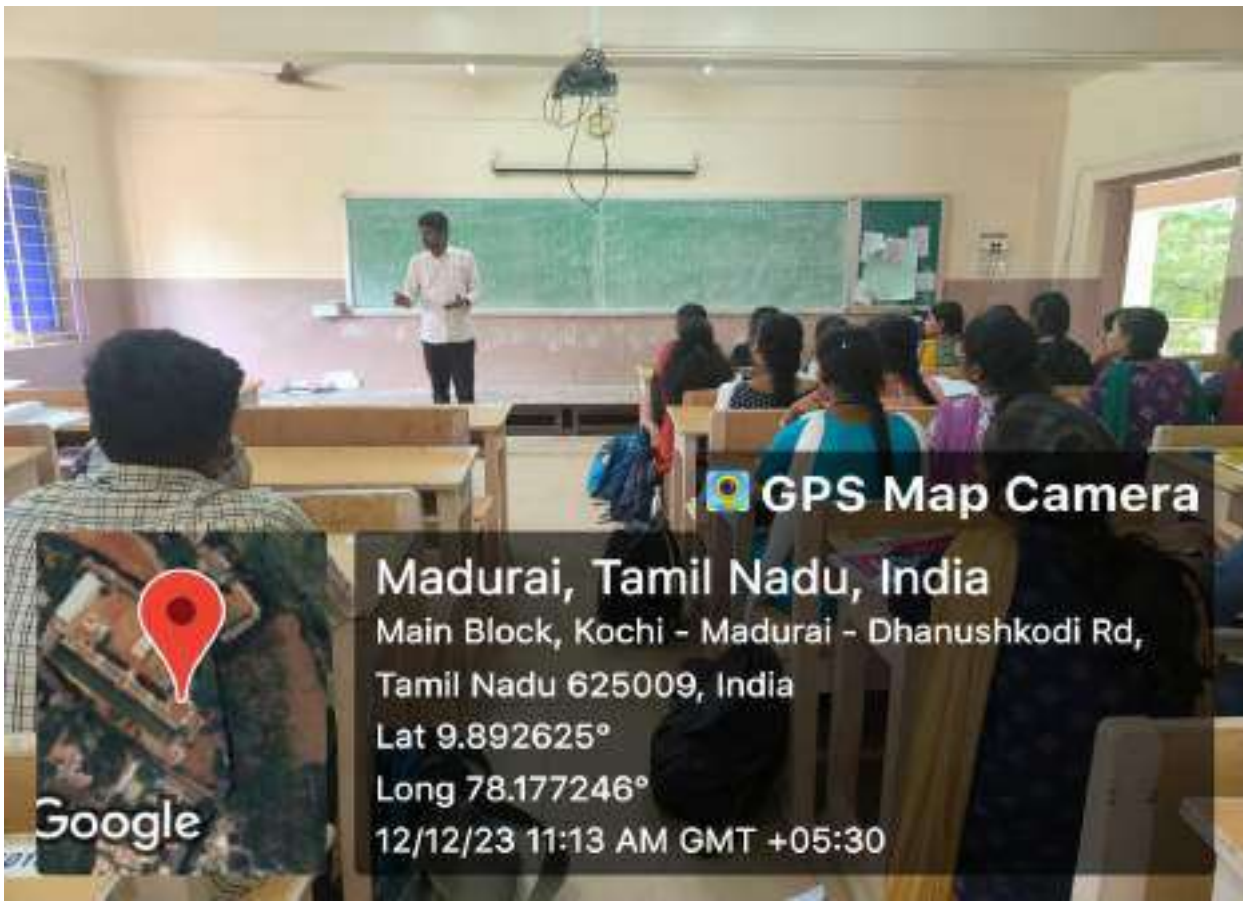 GPS Map Camera
Madurai, Tamil Nadu, India
Main Block, Kochi - Madurai - Dhanushkodi Rd,
Tamil Nadu 625009, India
Lat 9.892625°
Long 78.177246°
12/12/23 11:13 AM GMT +05:30
Google